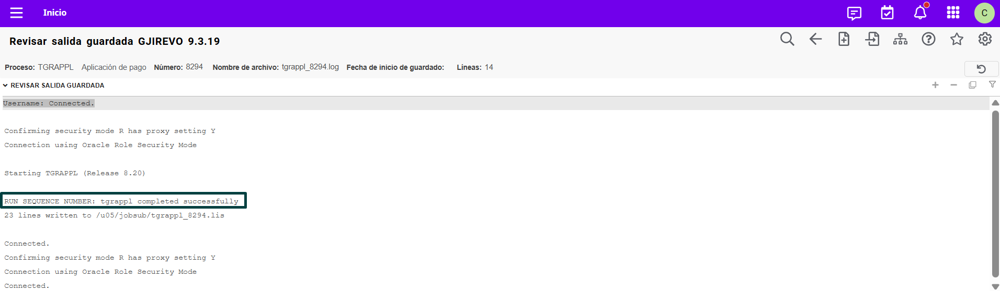 Inicio
C
Revisar salida guardada GJIREVO 9.3.19
Proceso: TGRAPPL Aplicación de pago Número: 8294 Nombre de archivo: tgrappl_8294.log Fecha de inicio de guardado: Líneas: 14
REVISAR SALIDA GUARDADA
Username: Connected.
Confirming security mode R has proxy setting Y
Connection using Oracle Role Security Mode
Starting TGRAPPL (Release 8.20)
RUN SEQUENCE NUMBER: tgrappl completed successfully
23 lines written to /u05/jobsub/tgrappl_8294.lis
Connected.
Confirming security mode R has proxy setting Y
Connection using Oracle Role Security Mode
Connected.